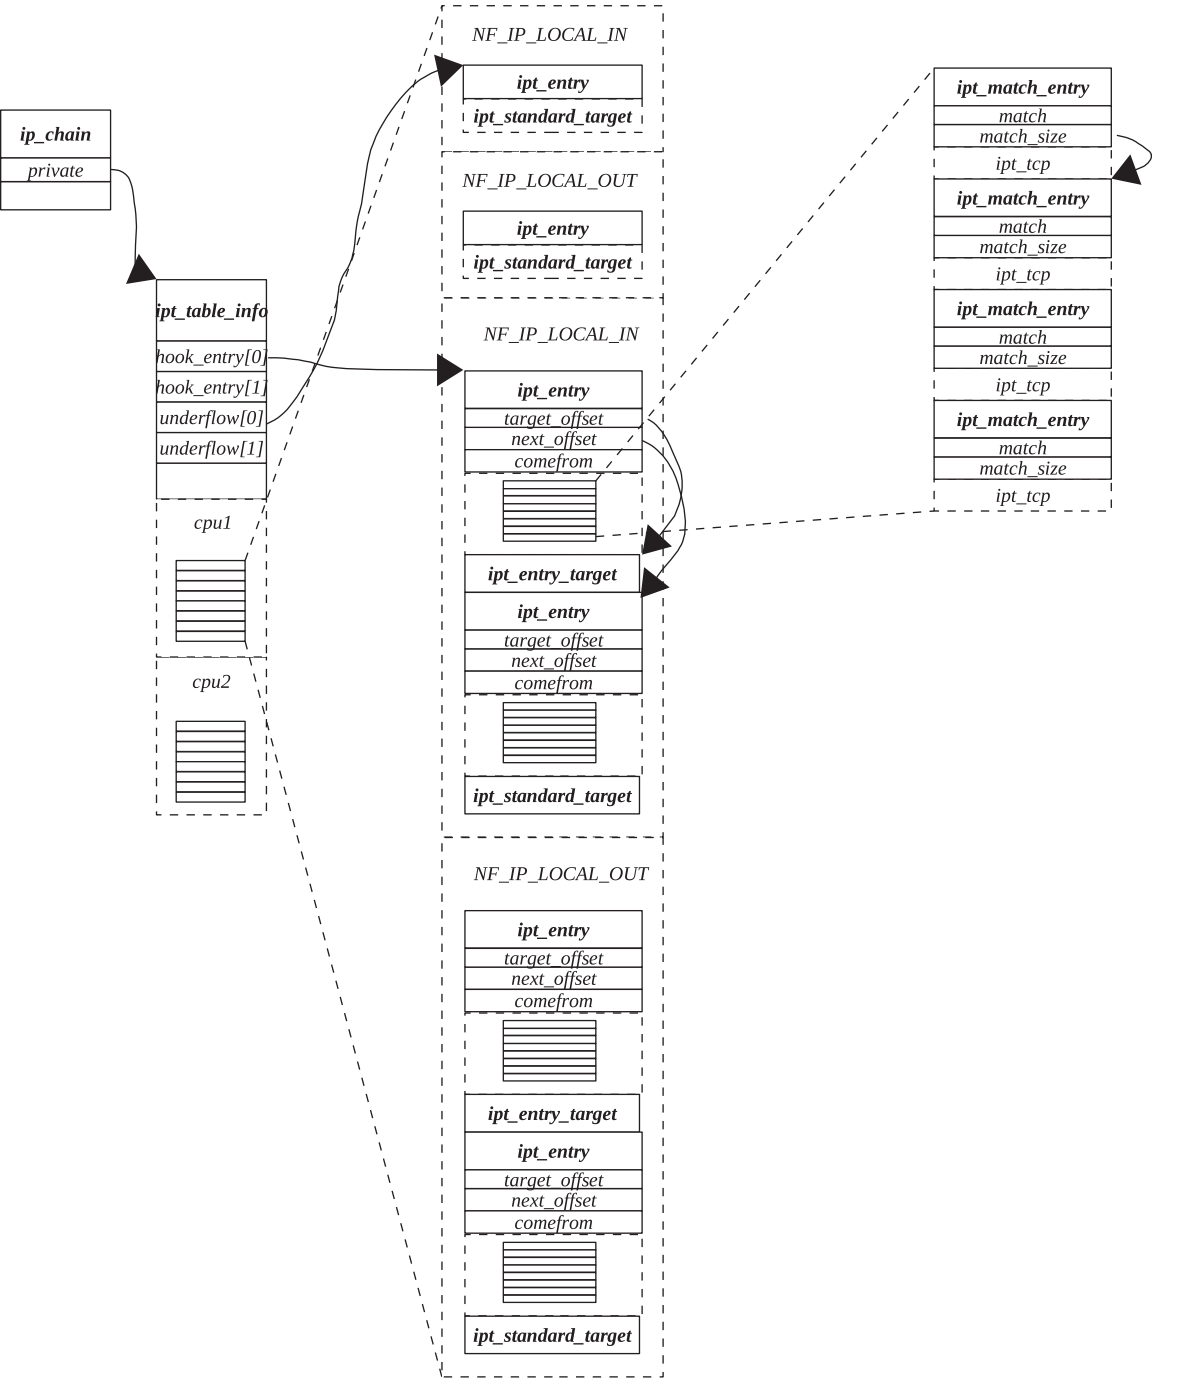 ip_chain
private
ipt_table_info
hook_entry[0]
hook_entry[1]
underflow[0]
underflow[1]
cpu1
cpu2
NF_IP_LOCAL_IN
ipt_entry
ipt_standard_target
NF_IP_LOCAL_OUT
ipt_entry
ipt_standard_target
NF_IP_LOCAL_IN
ipt_entry
target_offset
next_offset
comefrom
ipt_entry_target
ipt_entry
target_offset
next_offset
comefrom
ipt_standard_target
NF_IP_LOCAL_OUT
ipt_entry
target_offset
next_offset
comefrom
ipt_entry_target
ipt_entry
target_offset
next_offset
comefrom
ipt_standard_target
ipt_match_entry
match
match_size
ipt_tcp
ipt_match_entry
match
match_size
ipt_tcp
ipt_match_entry
match
match_size
ipt_tcp
ipt_match_entry
match
match_size
ipt_tcp